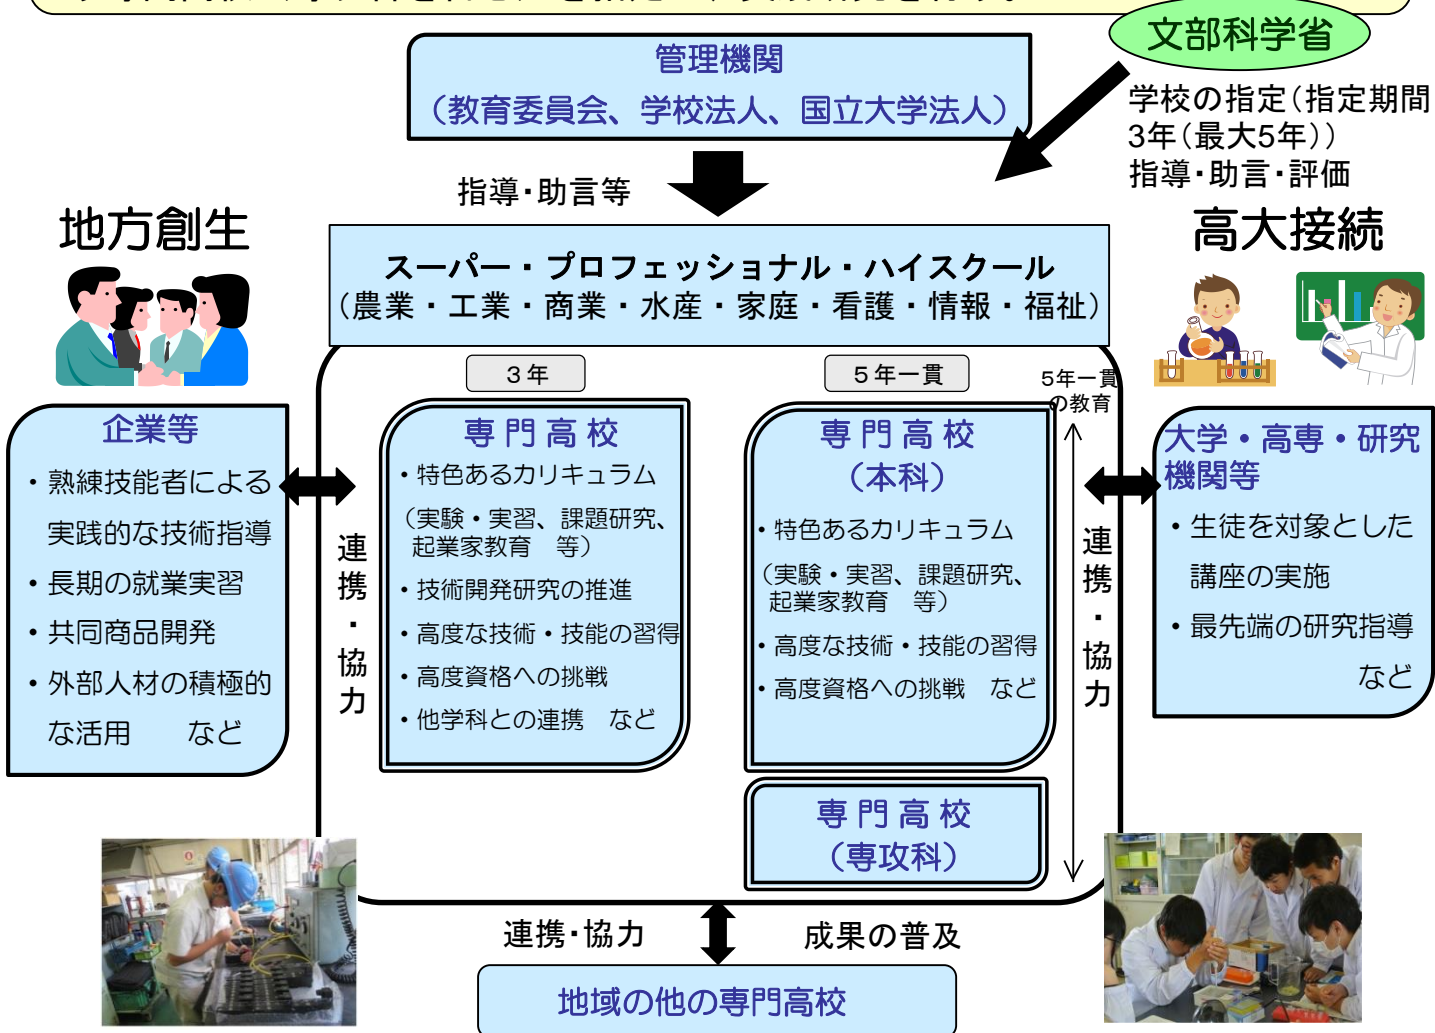 文部科学省
管理機関
（教育委員会、学校法人、国立大学法人）
学校の指定（指定期間
3年（最大5年））
指導・助言・評価
指導・助言等
地方創生
高大接続
スーパー・プロフェッショナル・ハイスクール
（農業・工業・商業・水産・家庭・看護・情報・福祉）
企業等
・熟練技能者による
実践的な技術指導
・長期の就業実習
・共同商品開発
・外部人材の積極的
な活用　など
連携・協力
３年
専門高校
・特色あるカリキュラム
（実験・実習、課題研究、
起業家教育　等）
・技術開発研究の推進
・高度な技術・技能の習得
・高度資格への挑戦
・他学科との連携　など
５年一貫
専門高校
（本科）
・特色あるカリキュラム
（実験・実習、課題研究、
起業家教育　等）
・高度な技術・技能の習得
・高度資格への挑戦　など
専門高校
（専攻科）
5年一貫
の教育
連携・協力
大学・高専・研究
機関等
・生徒を対象とした
講座の実施
・最先端の研究指導
など
連携・協力
成果の普及
地域の他の専門高校